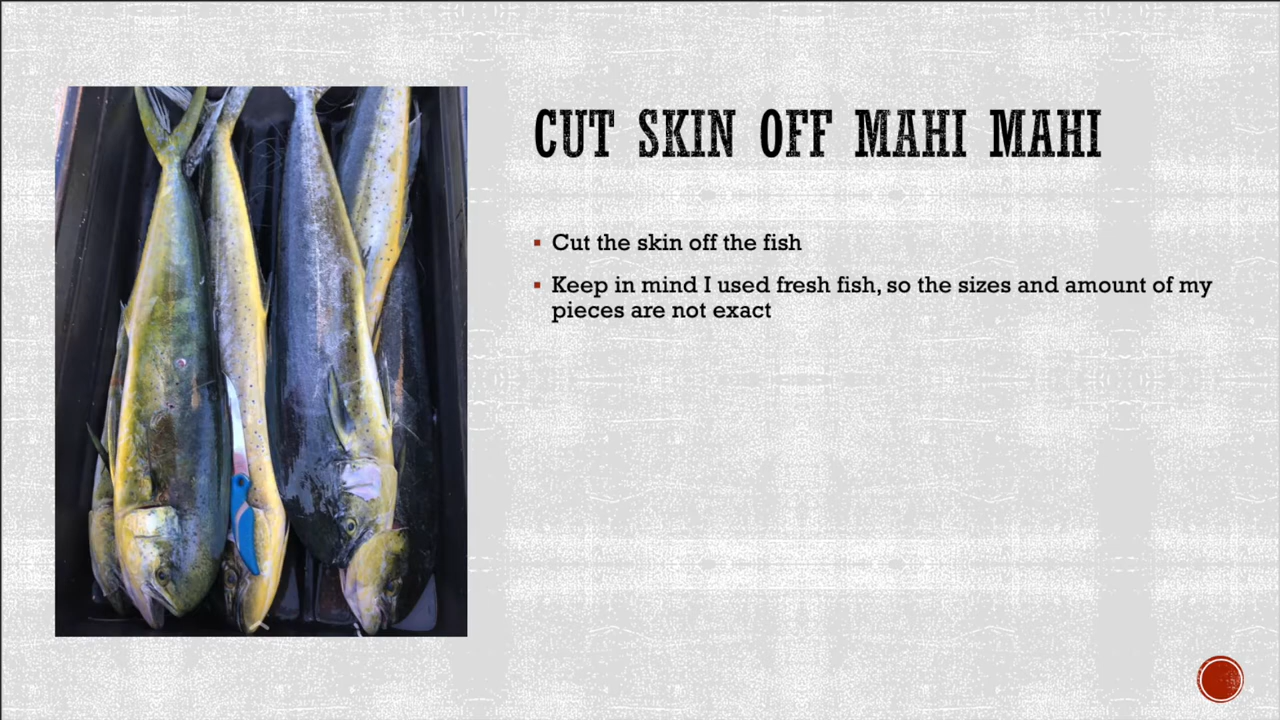 CUT SKIN OFF MAHI MAHI
Cut the skin off the fish
Keep in mind I used fresh fish, so the sizes and amount of my
pieces are not exact